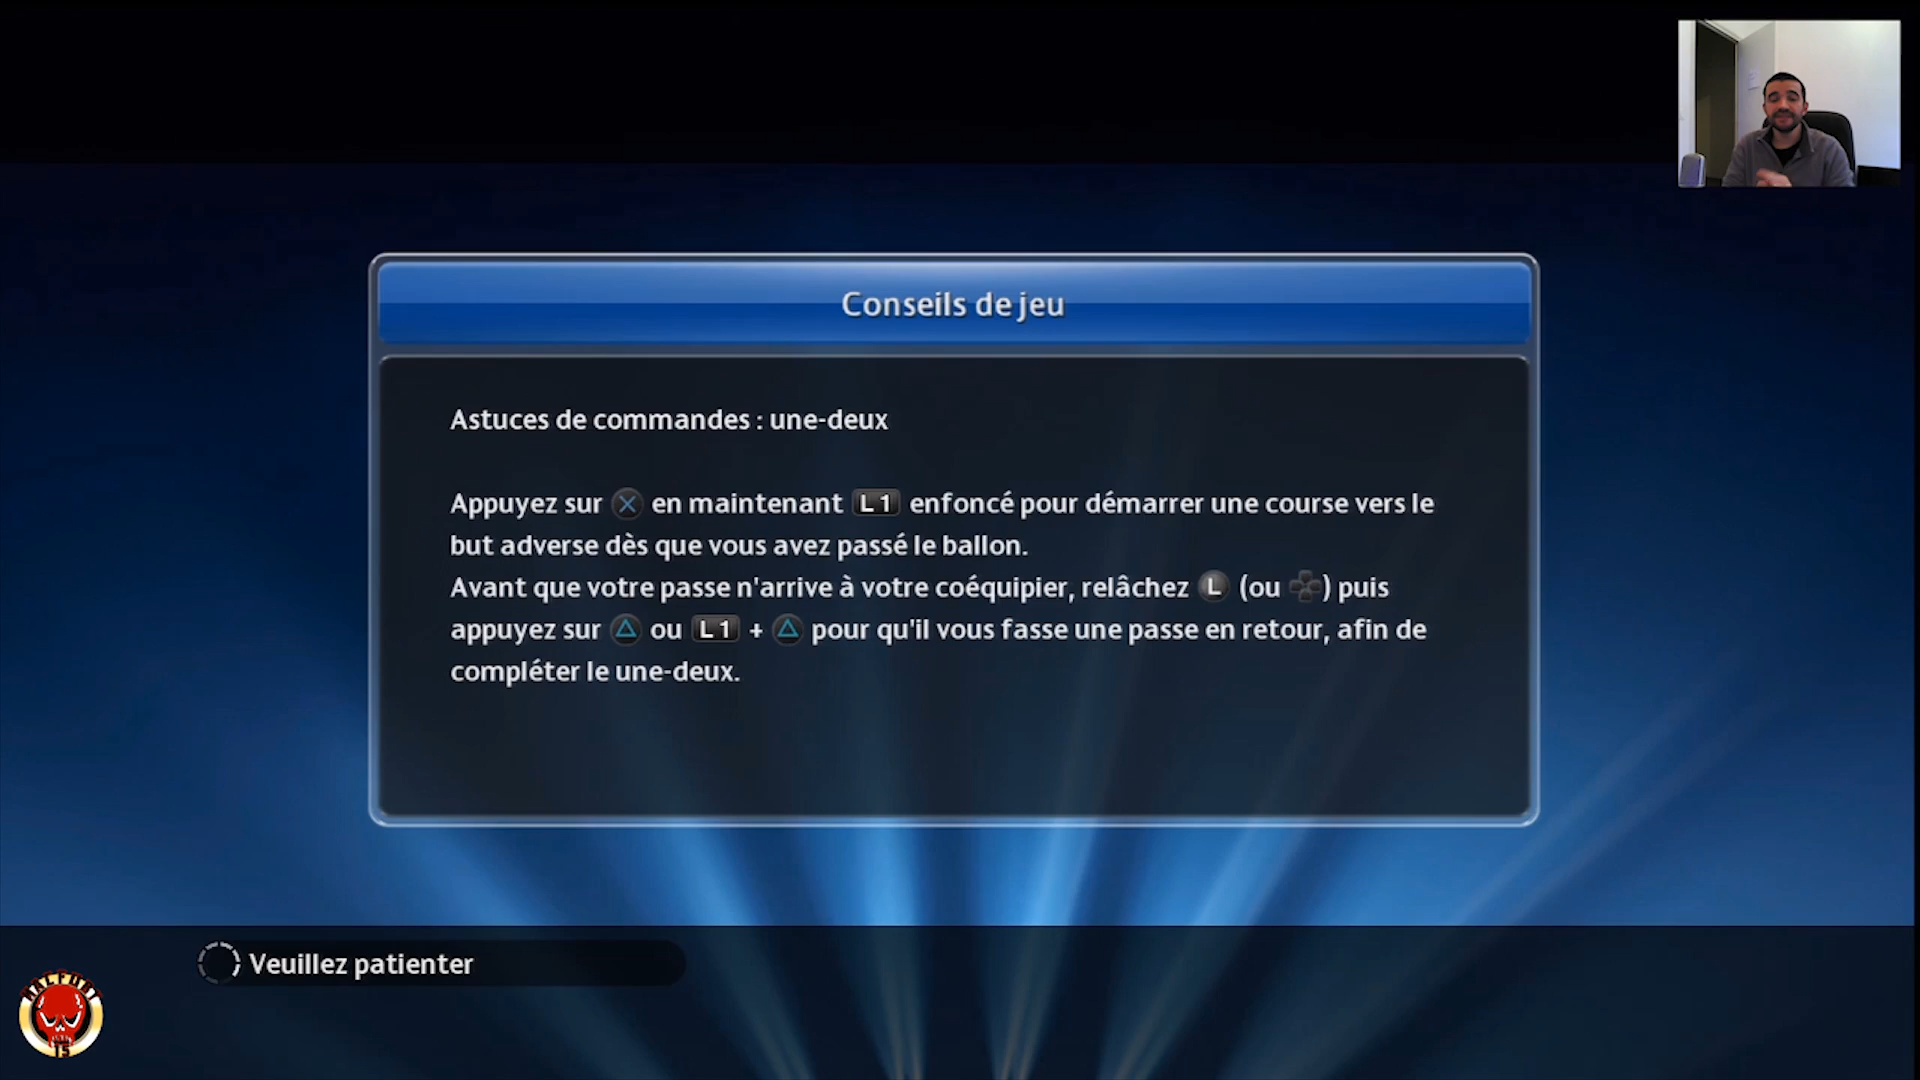 Conseils de jeu
Astuces de commandes : une-deux
Appuyez sur en maintenant L1 enfoncé pour démarrer une course vers le
but adverse dès que vous avez passé le ballon.
Avant que votre passe n'arrive à votre coéquipier, relâchez L (ou ) puis
appuyez sur ou L1 + pour qu'il vous fasse une passe en retour, afin de
compléter le une-deux.
Veuillez patienter
15